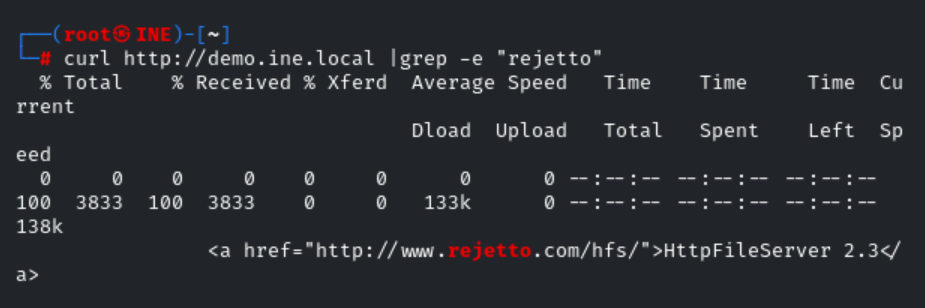 ┌──(root㉿INE)-[~]
└─# curl http://demo.ine.local |grep -e "rejetto"
  % Total    % Received % Xferd  Average Speed   Time    Time     Time  Cu
rrent
                                 Dload  Upload   Total   Spent    Left  Sp
eed
  0     0    0     0    0     0      0      0 --:--:-- --:--:-- --:--:--
100  3833  100  3833    0     0   133k      0 --:--:-- --:--:-- --:--:--
138k
                <a href="http://www.rejetto.com/hfs/">HttpFileServer 2.3</
a>